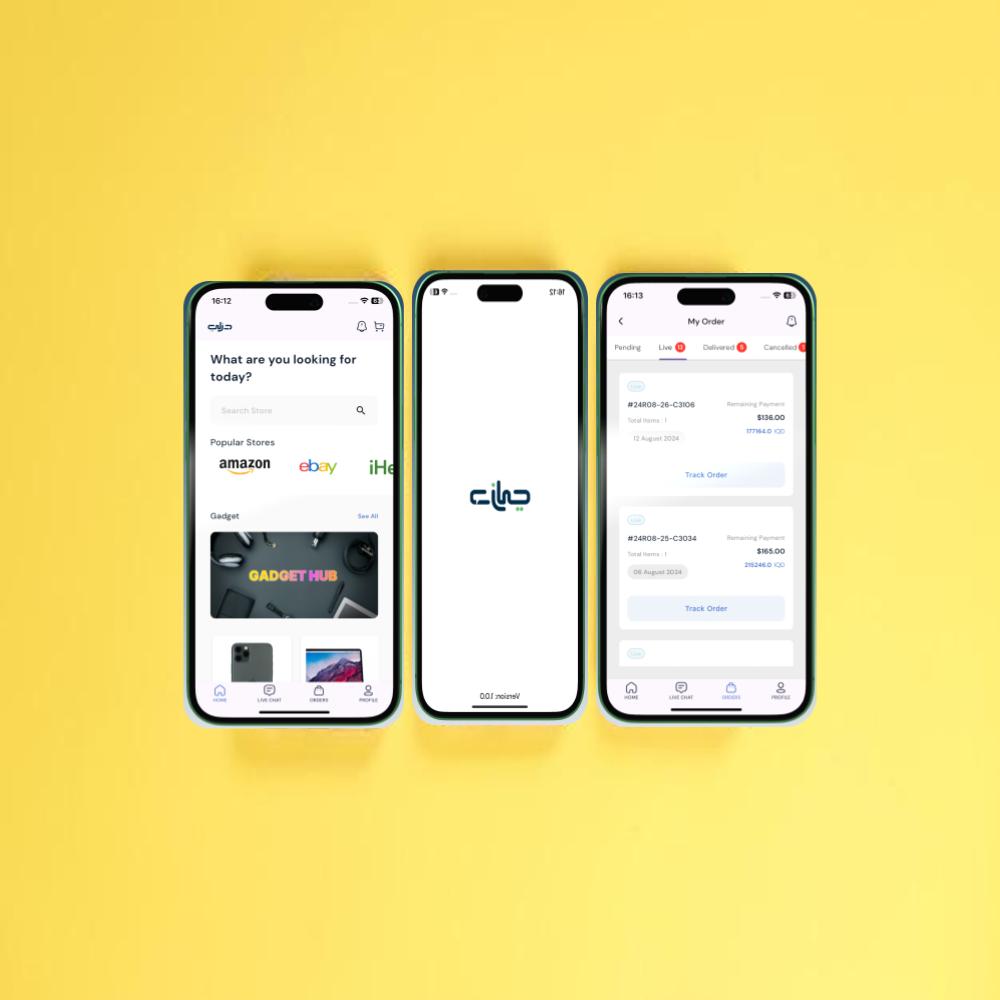 16:12
What are you looking for
today?
Search Store
Popular Stores
amazon
ebay
iHe
Gadget
See All
GADGET HUB
HOME
LIVE CHAT
ORDERS
PROFILE
16:12
Version: 1.0.0
16:13
My Order
Pending Live 13 Delivered 5 Cancelled
Live
#24R08-26-C3106
Remaining Payment
Total Items : 1
$136.00
12 August 2024
177164.0 IQD
Track Order
Live
#24R08-25-C3034
Remaining Payment
Total Items : 1
$165.00
06 August 2024
215246.0 IQD
Track Order
Live
HOME
LIVE CHAT
ORDERS
PROFILE